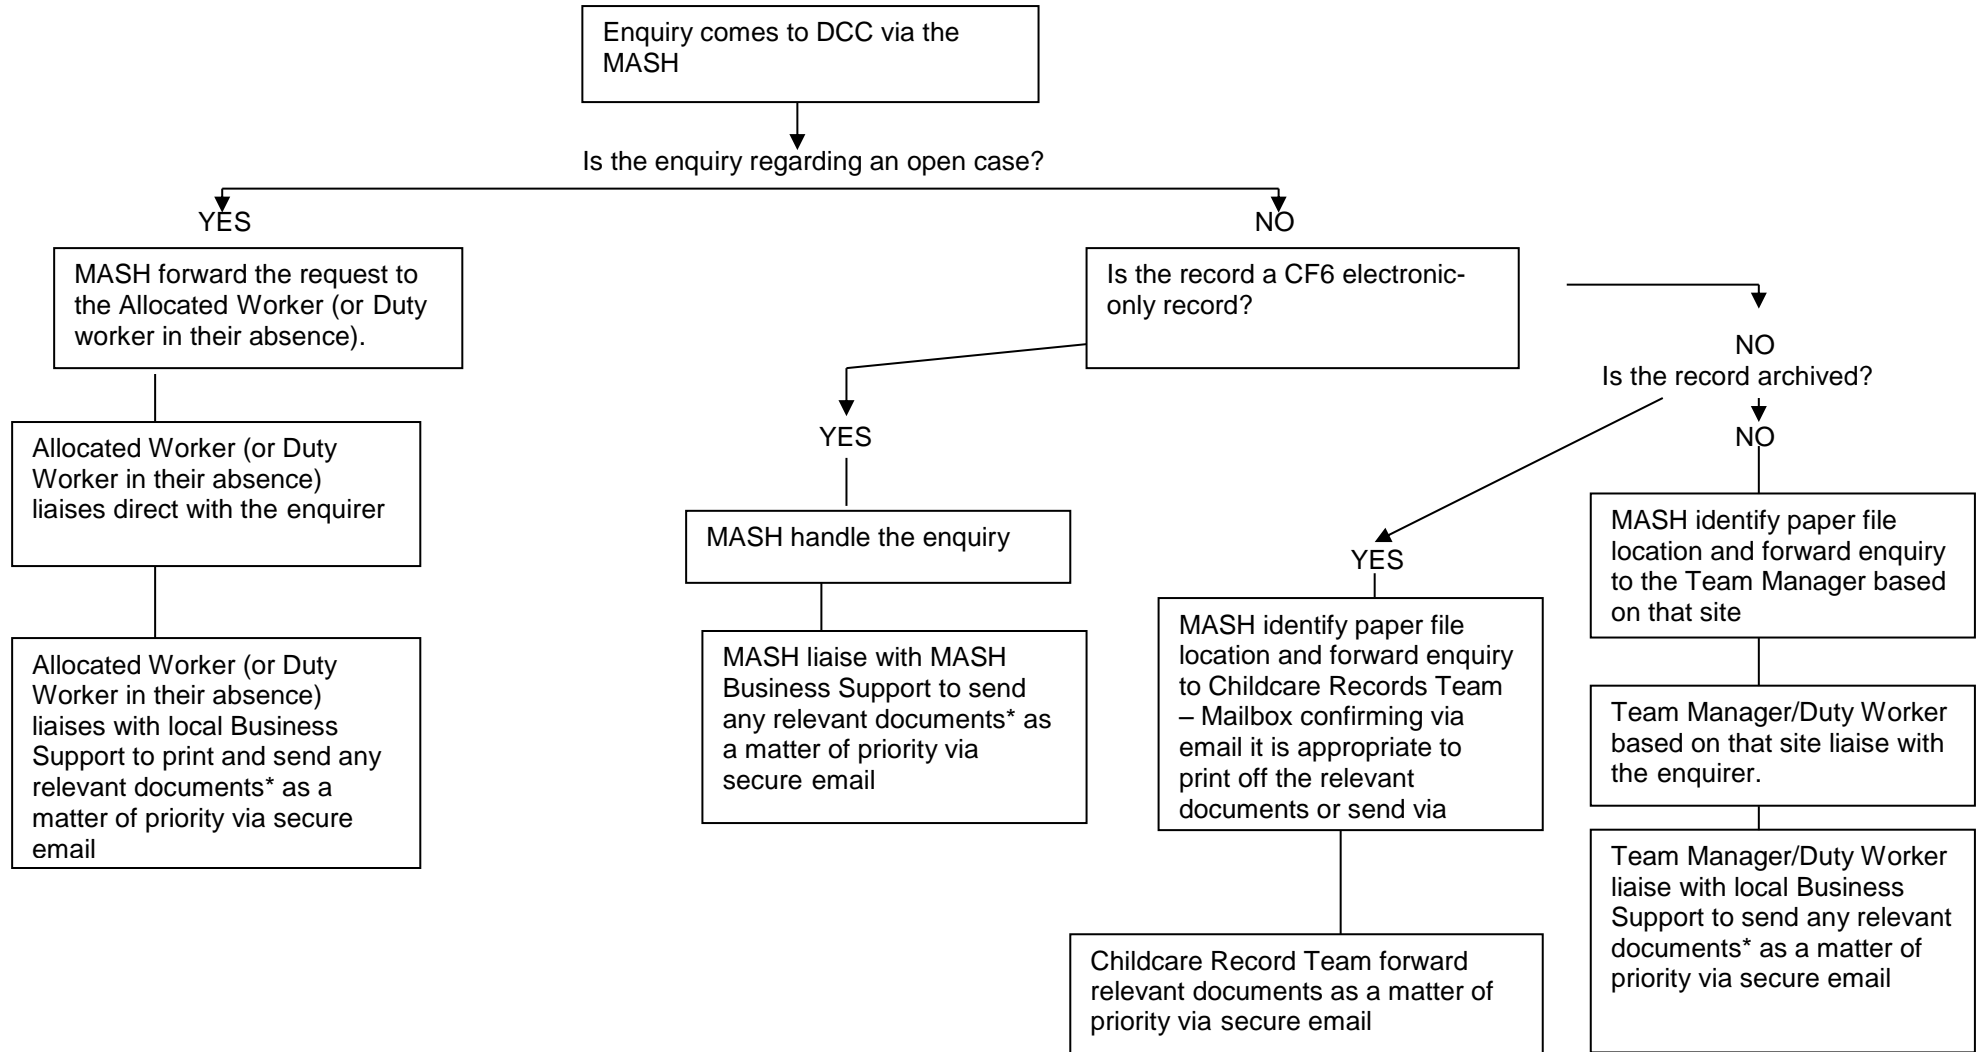 Enquiry comes to DCC via the
MASH
Is the enquiry regarding an open case?
YES
MASH forward the request to
the Allocated Worker (or Duty
worker in their absence).
Allocated Worker (or Duty
Worker in their absence)
liaises direct with the enquirer
Allocated Worker (or Duty
Worker in their absence)
liaises with local Business
Support to print and send any
relevant documents* as a
matter of priority via secure
email
NO
Is the record a CF6 electronic-
only record?
YES
MASH handle the enquiry
MASH liaise with MASH
Business Support to send
any relevant documents* as
a matter of priority via
secure email
NO
Is the record archived?
YES
MASH identify paper file
location and forward enquiry
to Childcare Records Team
– Mailbox confirming via
email it is appropriate to
print off the relevant
documents or send via
Childcare Record Team forward
relevant documents as a matter of
priority via secure email
NO
MASH identify paper file
location and forward enquiry
to the Team Manager based
on that site
Team Manager/Duty Worker
based on that site liaise with
the enquirer.
Team Manager/Duty Worker
liaise with local Business
Support to send any relevant
documents* as a matter of
priority via secure email